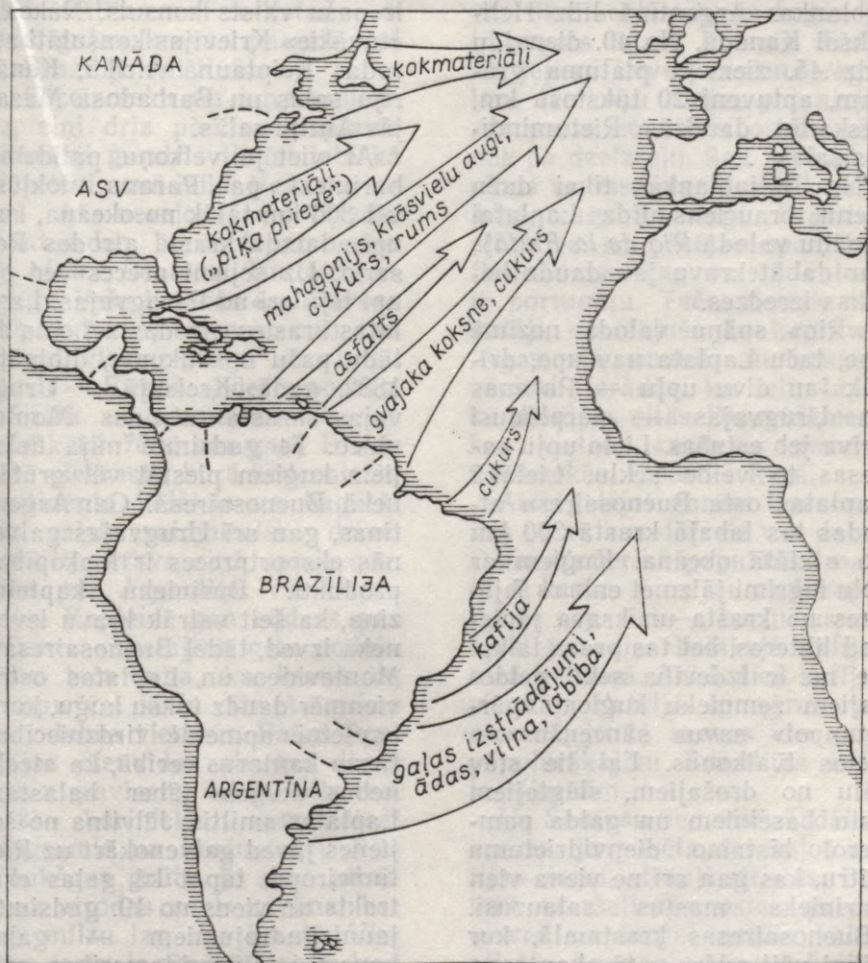 KANĀDA
kokmateriāli
ASV
kokmateriāli
(„piķa priede")
mahagonijs, krāsvielu augi,
cukurs, rums
asfalts
gvajaka koksne, cukurs
cukurs
BRAZĪLIJA
kafija
gaļas izstrādājumi,
ādas, vilna, labība
ARGENTĪNA